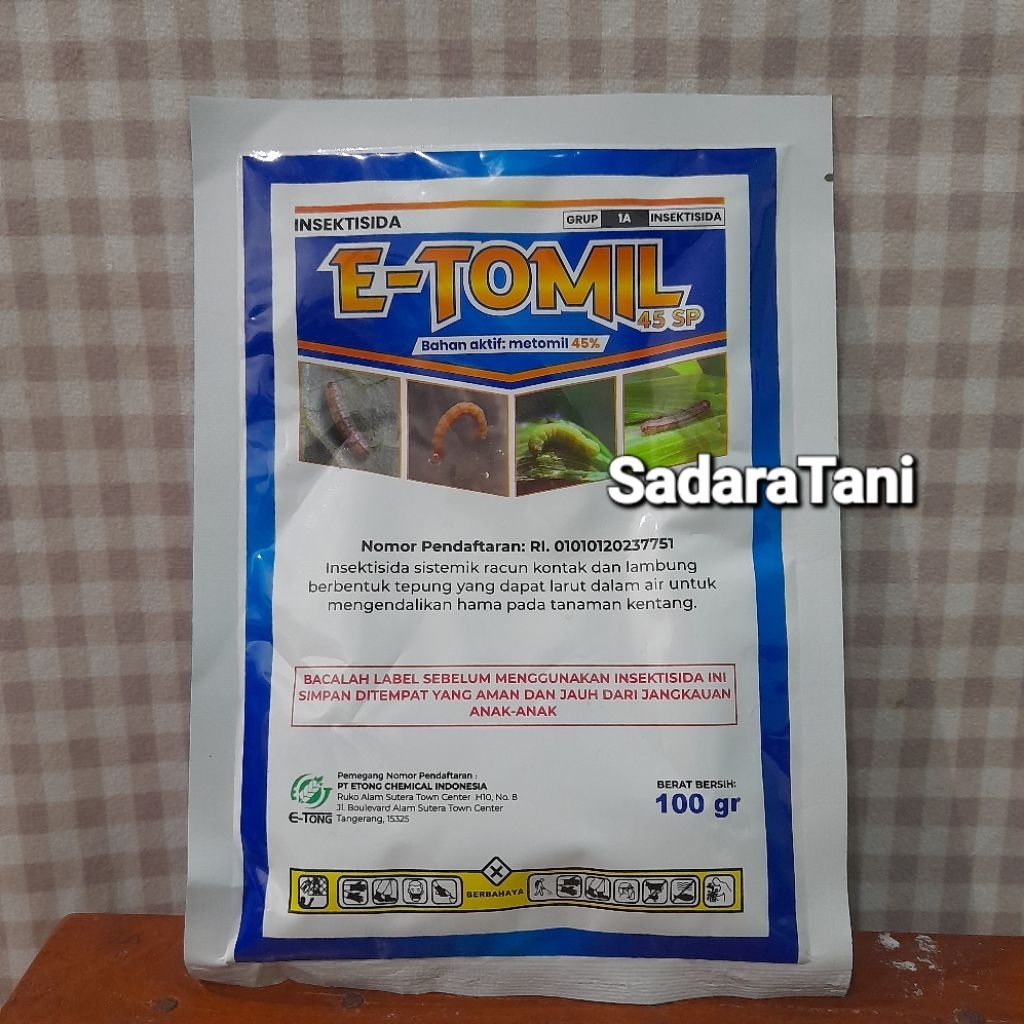 INSEKTISIDA
GRUP 1A INSEKTISIDA
E-TOMIL
45 SP
Bahan aktif: metomil 45%
SadaraTani
Nomor Pendaftaran: RI. 01010120237751
Insektisida sistemik racun kontak dan lambung
berbentuk tepung yang dapat larut dalam air untuk
mengendalikan hama pada tanaman kentang.
BACALAH LABEL SEBELUM MENGGUNAKAN INSEKTISIDA INI
SIMPAN DITEMPAT YANG AMAN DAN JAUH DARI JANGKAUAN
ANAK-ANAK
Pemegang Nomor Pendaftaran :
PT ETONG CHEMICAL INDONESIA
Ruko Alam Sutera Town Center H10, No. 8
Jl. Boulevard Alam Sutera Town Center
Tangerang, 15325
E-TONG
BERAT BERSIH:
100 gr
BERBAHAYA